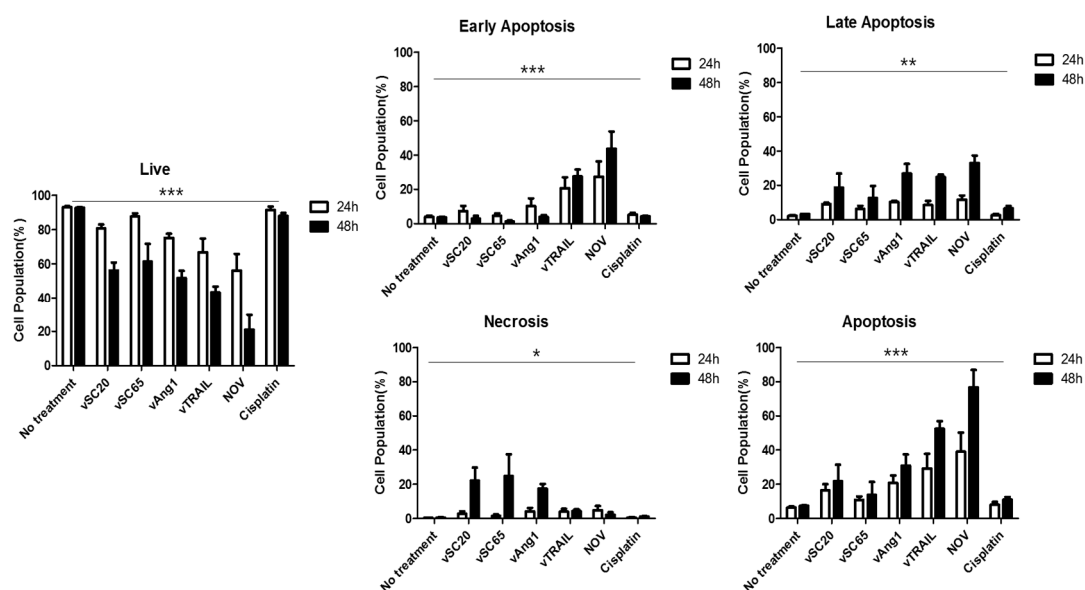 Live
***
Cell Population(%)
100
80
60
40
20
0
24h
48h
No treatment
vSC20
vSC65
vAng1
vTRAIL
NOV
Cisplatin
Early Apoptosis
***
Cell Population(%)
100
80
60
40
20
0
24h
48h
No treatment
vSC20
vSC65
vAng1
vTRAIL
NOV
Cisplatin
Late Apoptosis
**
Cell Population(%)
100
80
60
40
20
0
24h
48h
No treatment
vSC20
vSC65
vAng1
vTRAIL
NOV
Cisplatin
Necrosis
*
Cell Population(%)
100
80
60
40
20
0
24h
48h
No treatment
vSC20
vSC65
vAng1
vTRAIL
NOV
Cisplatin
Apoptosis
***
Cell Population(%)
100
80
60
40
20
0
24h
48h
No treatment
vSC20
vSC65
vAng1
vTRAIL
NOV
Cisplatin